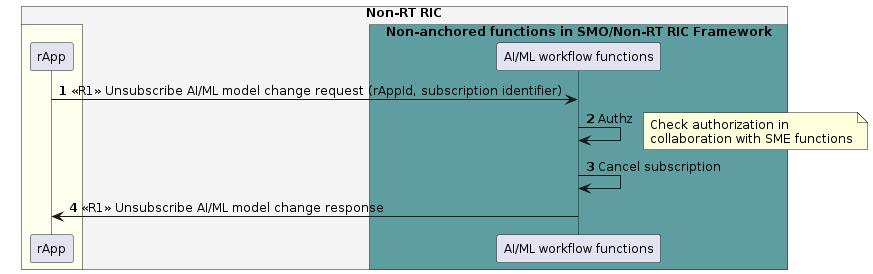 Non-RT RIC
Non-anchored functions in SMO/Non-RT RIC Framework
rApp
AI/ML workflow functions
1 «R1» Unsubscribe AI/ML model change request (rAppId, subscription identifier)
2 Authz
Check authorization in
collaboration with SME functions
3 Cancel subscription
4 «R1» Unsubscribe AI/ML model change response
rApp
AI/ML workflow functions